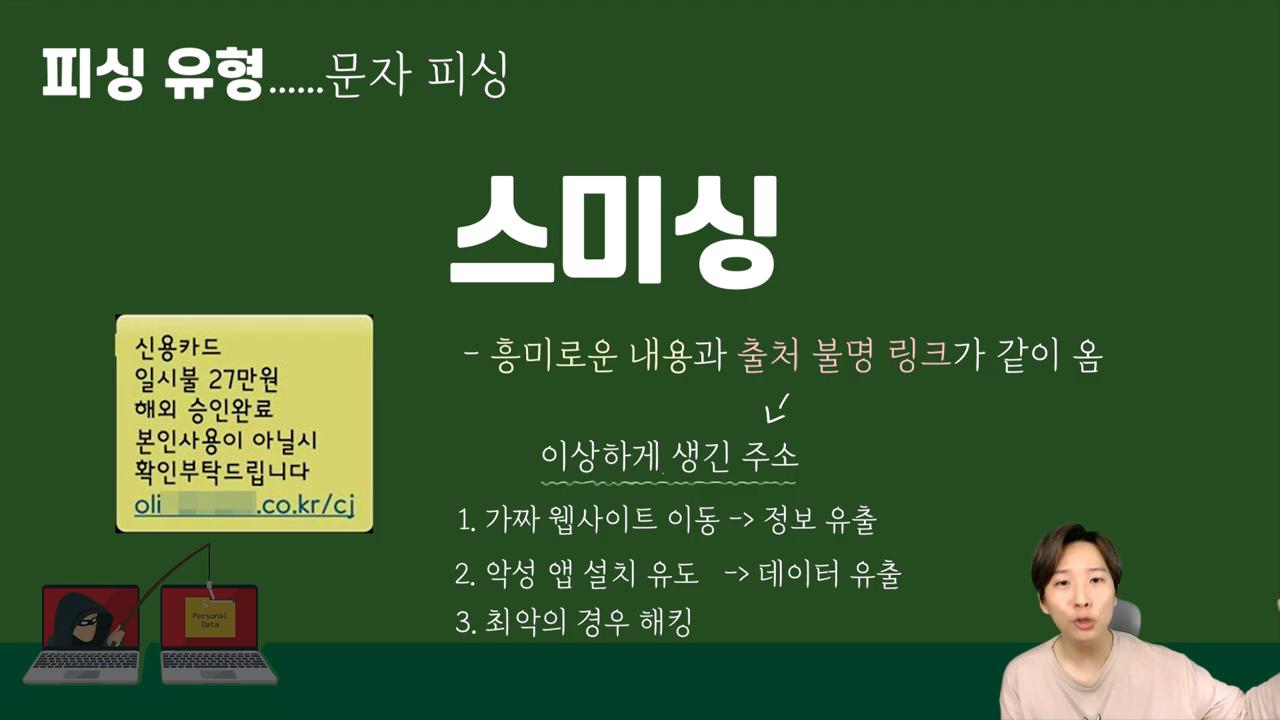 피싱 유형......문자 피싱
스미싱
신용카드
일시불 27만원
해외 승인완료
본인사용이 아닐시
확인부탁드립니다
oli .co.kr/cj
- 흥미로운 내용과 출처 불명 링크가 같이 옴
이상하게 생긴 주소
1. 가짜 웹사이트 이동 -> 정보 유출
2. 악성 앱 설치 유도 -> 데이터 유출
3. 최악의 경우 해킹
Personal
Data